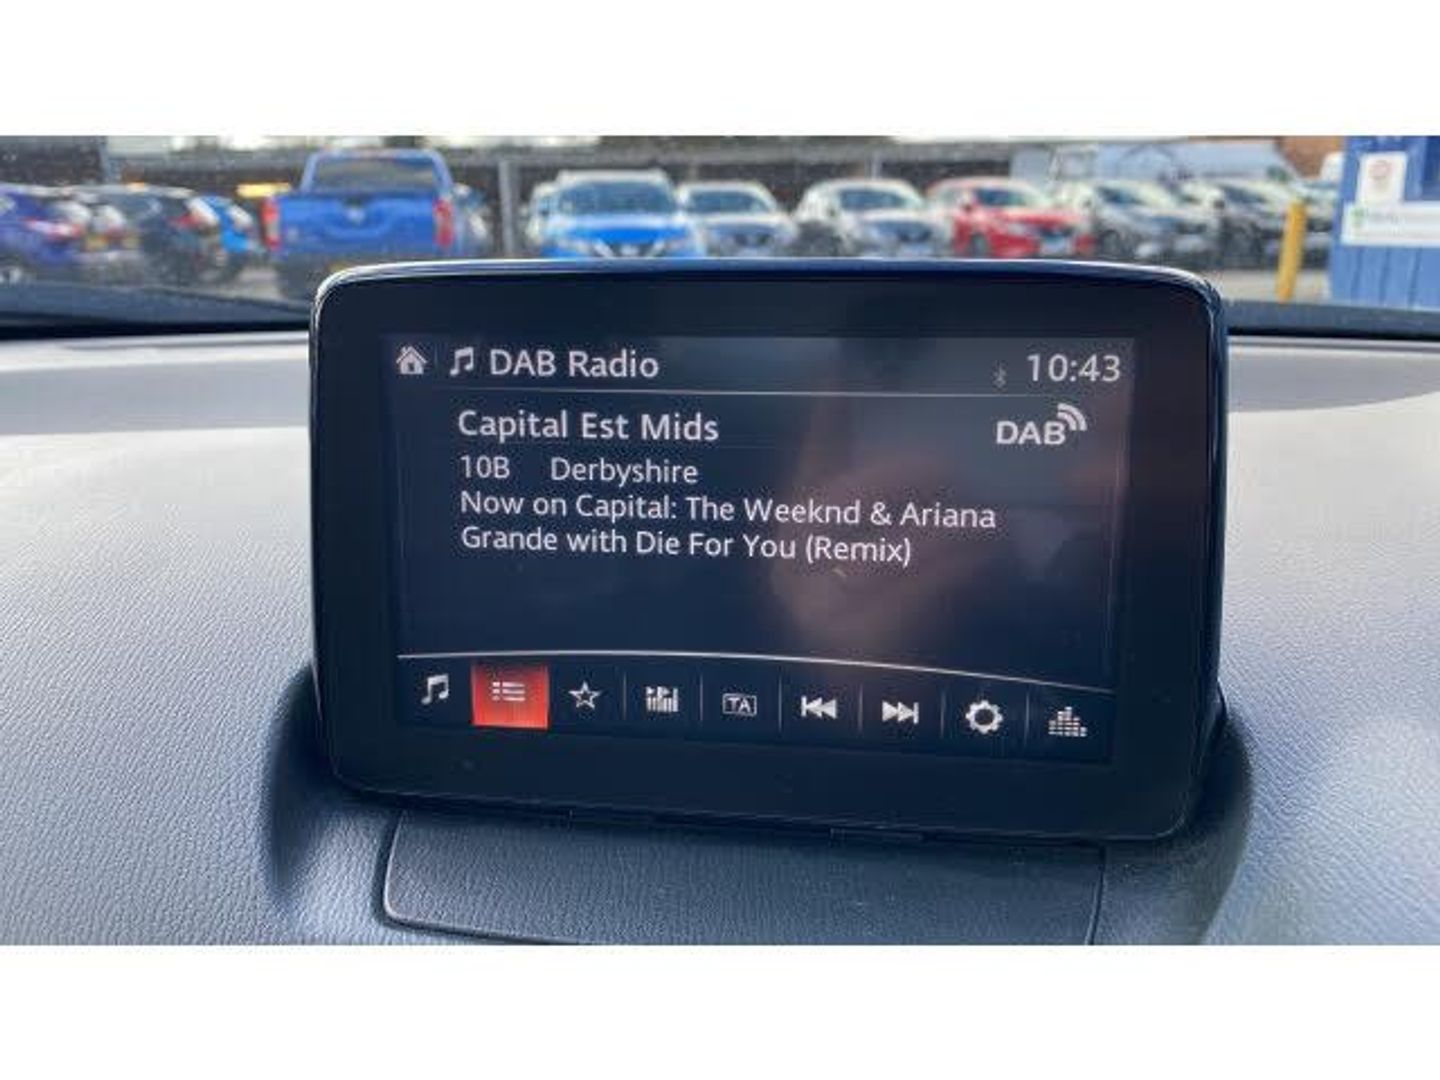 DAB Radio 10:43
Capital Est Mids DAB
10B Derbyshire
Now on Capital: The Weeknd & Ariana
Grande with Die For You (Remix)
TA